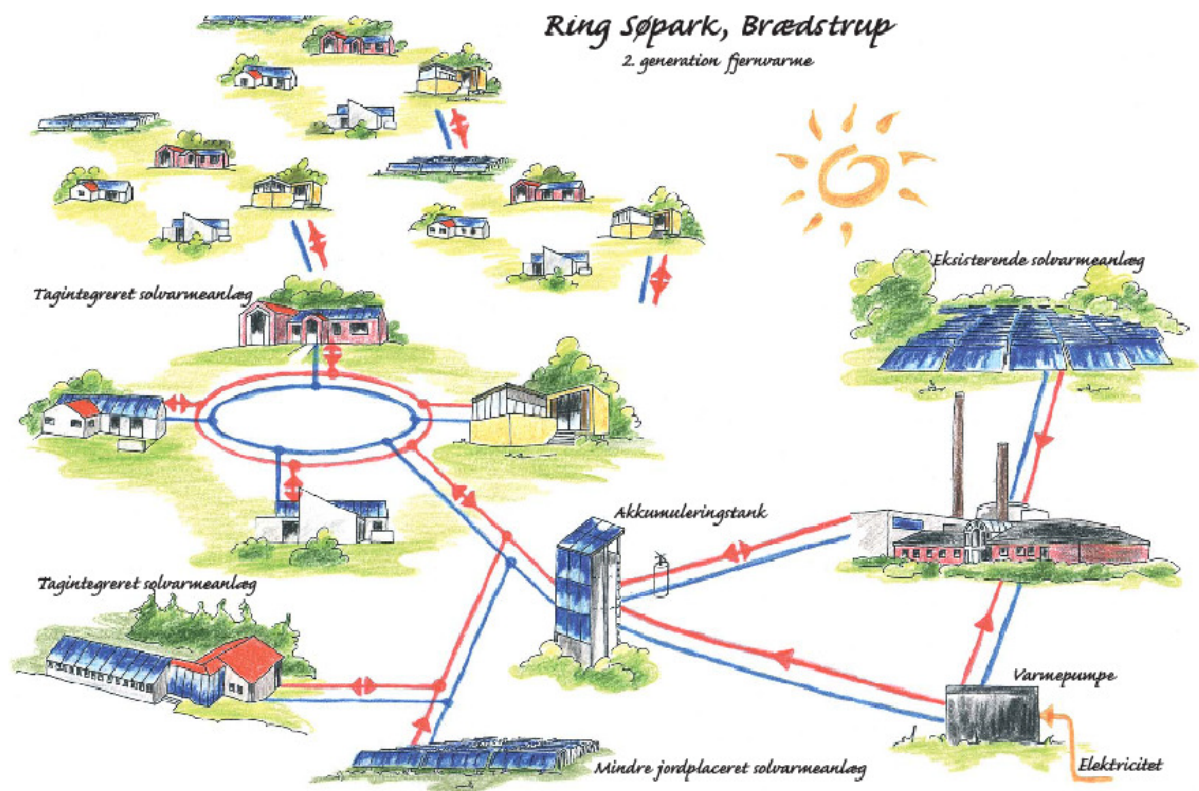 Ring Søpark, Brædstrup
2. generation fjernvarme
Eksisterende solvarmeanlæg
Tagintegreret solvarmeanlæg
Akkumuleringstank
Tagintegreret solvarmeanlæg
Varmepumpe
Mindre jordplaceret solvarmeanlæg
Elektricitet